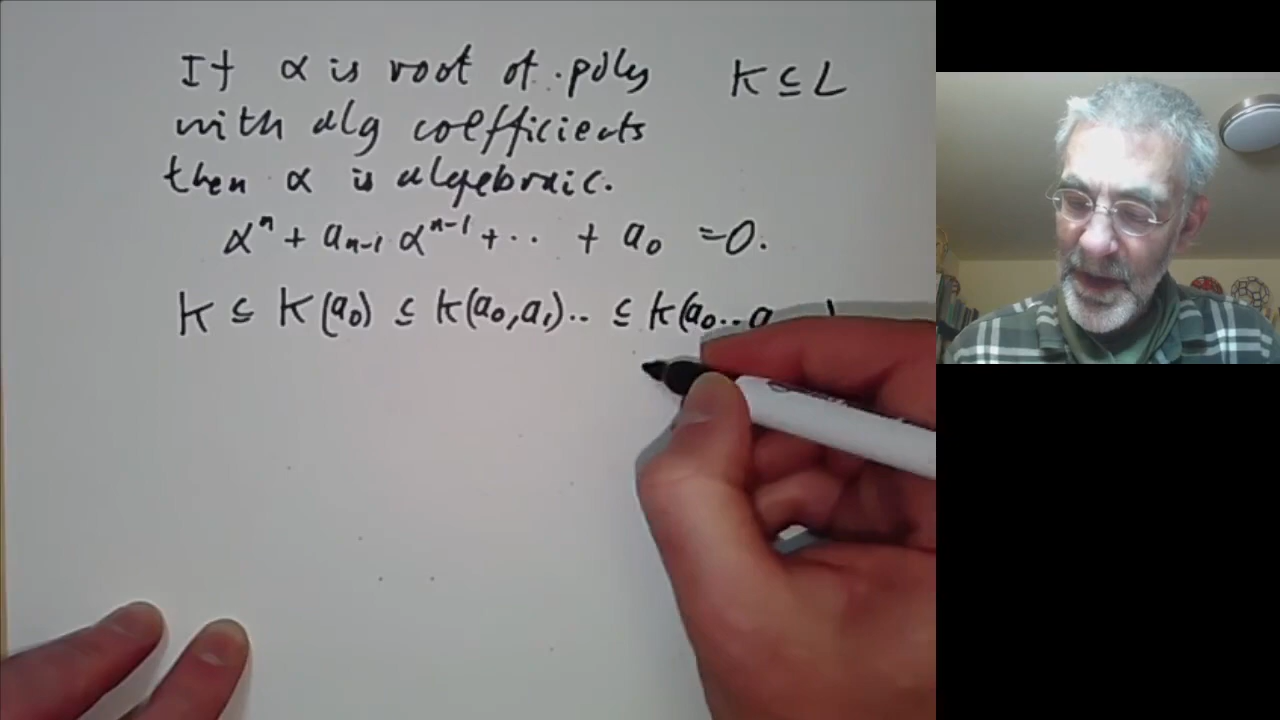 If α is root of poly K ⊆ L
with alg coefficients
then α is algebraic.
αⁿ + aₙ₋₁ αⁿ⁻¹ + ·· + a₀ = 0.
K ⊆ K(a₀) ⊆ K(a₀,a₁)·· ⊆ K(a₀··a